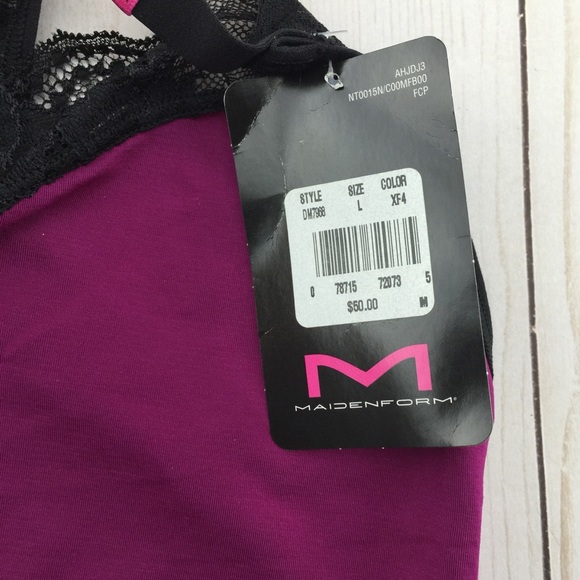 AHJDJ3
NT0015N/C00MFB00
FCP
STYLE SIZE COLOR
DM7968 L XF4
0 78715 72073 5
$50.00 M
M
MAIDENFORM®